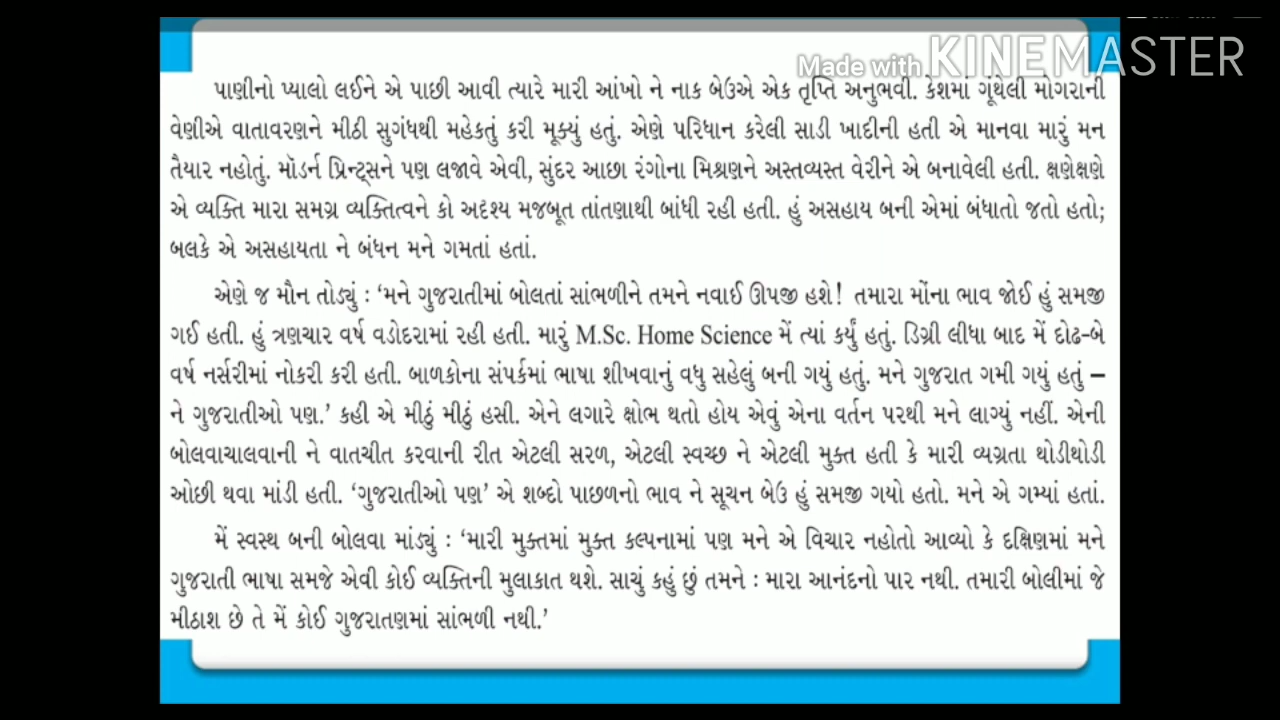 Made with KINEMASTER
પાણીનો પ્યાલો લઈને એ પાછી આવી ત્યારે મારી આંખો ને નાક બેઉએ એક તૃપ્તિ અનુભવી. કેશમાં ગૂંથેલી મોગરાની
વેણીએ વાતાવરણને મીઠી સુગંધથી મહેકતું કરી મૂક્યું હતું. એણે પરિધાન કરેલી સાડી ખાદીની હતી એ માનવા મારું મન
તૈયાર નહોતું. મૉડર્ન પ્રિન્ટ્સને પણ લજાવે એવી, સુંદર આછા રંગોના મિશ્રણને અસ્તવ્યસ્ત વેરીને એ બનાવેલી હતી. ક્ષણેક્ષણે
એ વ્યક્તિ મારા સમગ્ર વ્યક્તિત્વને કો અદૃશ્ય મજબૂત તાંતણાથી બાંધી રહી હતી. હું અસહાય બની એમાં બંધાતો જતો હતો;
બલકે એ અસહાયતા ને બંધન મને ગમતાં હતાં.
એણે જ મૌન તોડ્યું : ‘મને ગુજરાતીમાં બોલતાં સાંભળીને તમને નવાઈ ઊપજી હશે! તમારા મોંના ભાવ જોઈ હું સમજી
ગઈ હતી. હું ત્રણચાર વર્ષ વડોદરામાં રહી હતી. મારું M.Sc. Home Science મેં ત્યાં કર્યું હતું. ડિગ્રી લીધા બાદ મેં દોઢ-બે
વર્ષ નર્સરીમાં નોકરી કરી હતી. બાળકોના સંપર્કમાં ભાષા શીખવાનું વધુ સહેલું બની ગયું હતું. મને ગુજરાત ગમી ગયું હતું –
ને ગુજરાતીઓ પણ.’ કહી એ મીઠું મીઠું હસી. એને લગારે ક્ષોભ થતો હોય એવું એના વર્તન પરથી મને લાગ્યું નહીં. એની
બોલવાચાલવાની ને વાતચીત કરવાની રીત એટલી સરળ, એટલી સ્વચ્છ ને એટલી મુક્ત હતી કે મારી વ્યગ્રતા થોડીથોડી
ઓછી થવા માંડી હતી. ‘ગુજરાતીઓ પણ’ એ શબ્દો પાછળનો ભાવ ને સૂચન બેઉ હું સમજી ગયો હતો. મને એ ગમ્યાં હતાં.
મેં સ્વસ્થ બની બોલવા માંડ્યું : ‘મારી મુક્તમાં મુક્ત કલ્પનામાં પણ મને એ વિચાર નહોતો આવ્યો કે દક્ષિણમાં મને
ગુજરાતી ભાષા સમજે એવી કોઈ વ્યક્તિની મુલાકાત થશે. સાચું કહું છું તમને : મારા આનંદનો પાર નથી. તમારી બોલીમાં જે
મીઠાશ છે તે મેં કોઈ ગુજરાતણમાં સાંભળી નથી.’